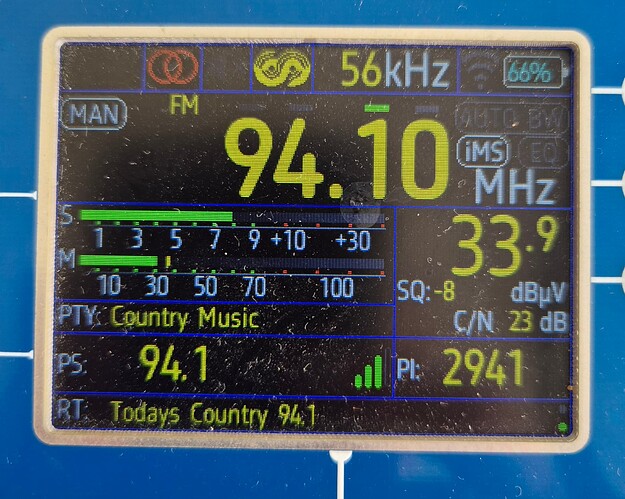 56kHz 66%
MAN FM AUTO BW
94.10 MHz
iMS EQ
S
1 3 5 7 9 +10 +30
M
10 30 50 70 100
33.9
SQ: -8 dBµV
C/N 23 dB
PTY: Country Music
PS: 94.1 PI: 2941
RT: Todays Country 94.1